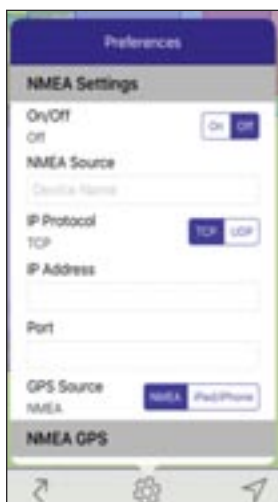 Preferences
NMEA Settings
On/Off
Off
On Off
NMEA Source
Device Name
IP Protocol
TCP
TCP UDP
IP Address
Port
GPS Source
NMEA
NMEA iPad/iPhone
NMEA GPS